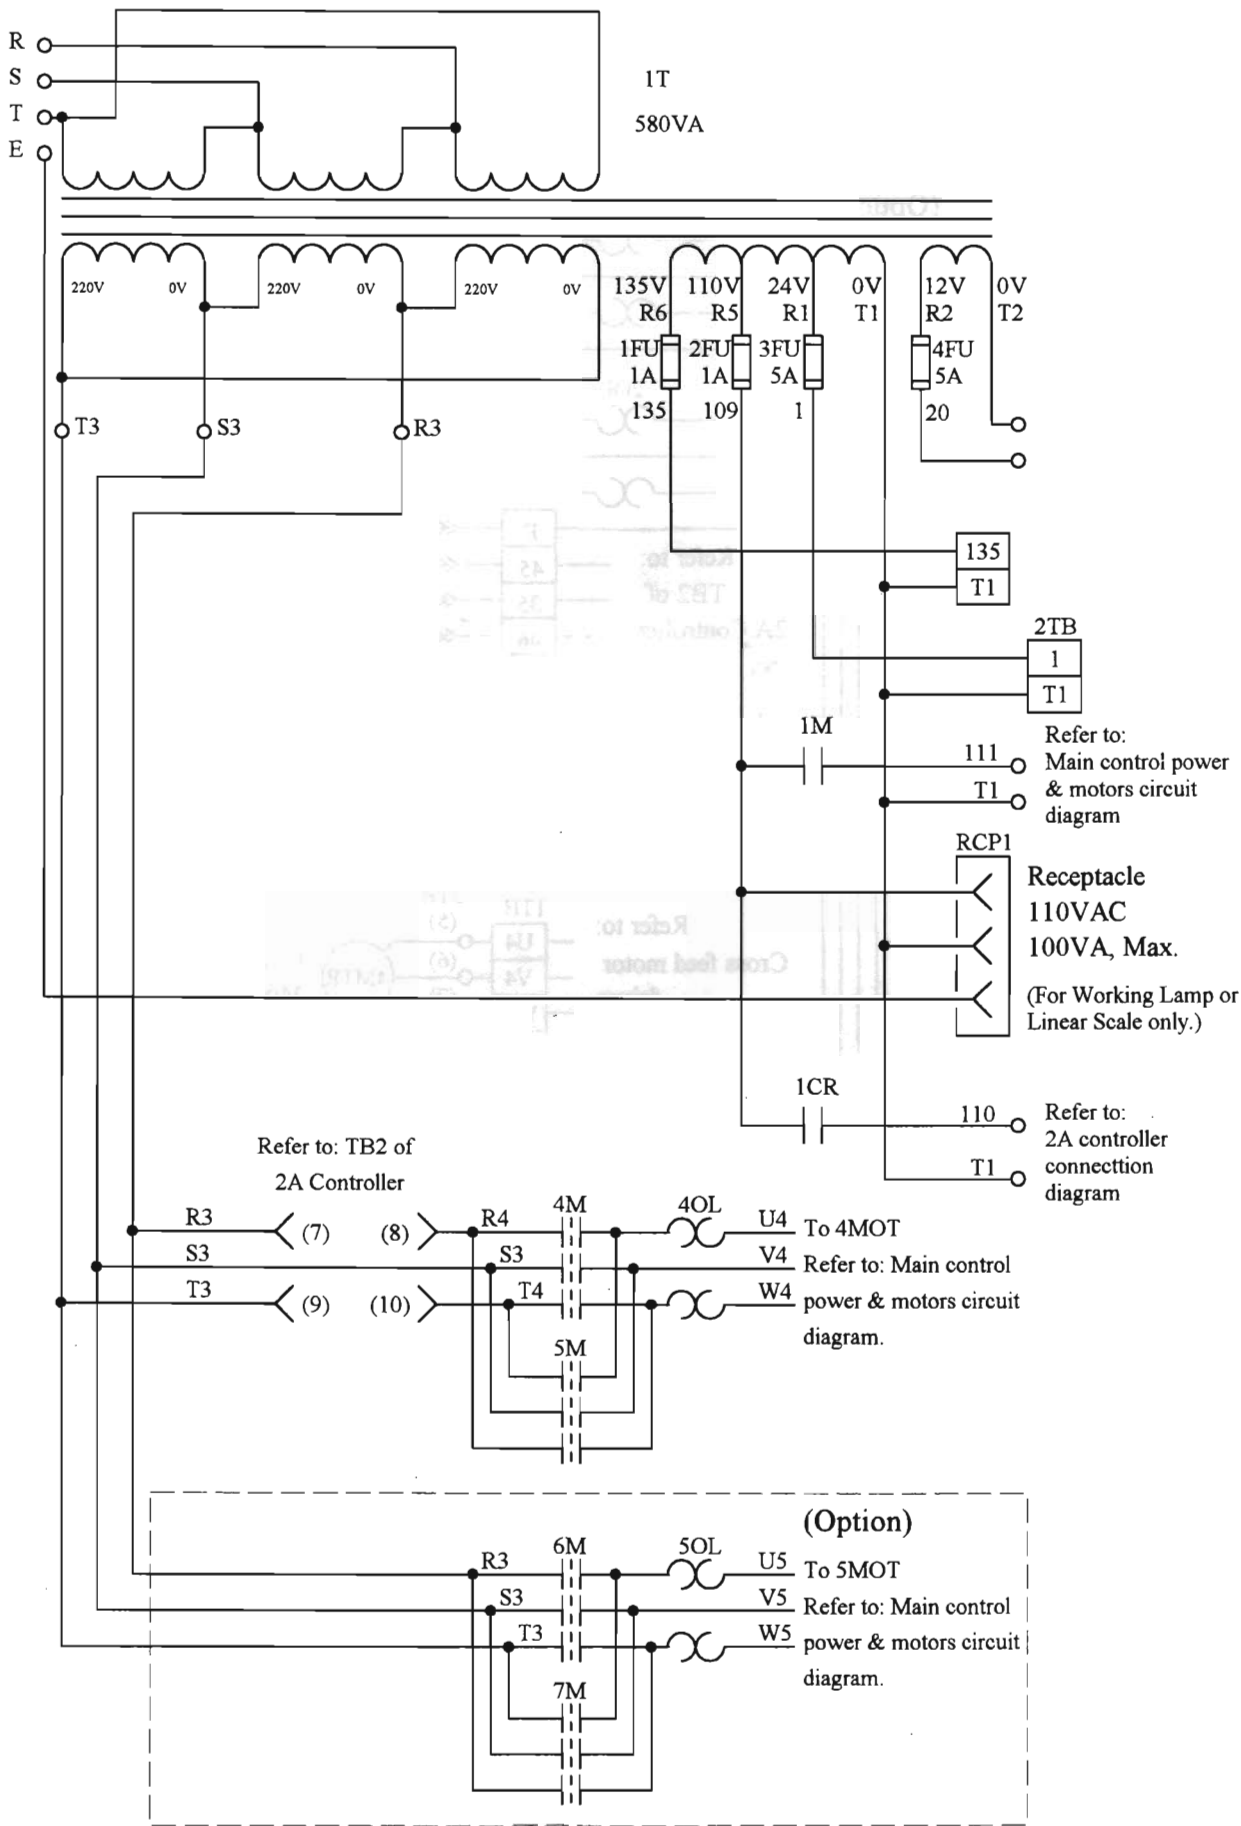 R
S
T
E
1T
580VA
220V 0V 220V 0V 220V 0V
135V 110V 24V 0V 12V 0V
R6 R5 R1 T1 R2 T2
1FU 2FU 3FU 4FU
1A 1A 5A 5A
135 109 1 20
T3 S3 R3
135
T1
2TB
1
T1
1M
111
T1
Refer to:
Main control power
& motors circuit
diagram
RCP1
Receptacle
110VAC
100VA, Max.
(For Working Lamp or
Linear Scale only.)
1CR
110
T1
Refer to:
2A controller
connecttion
diagram
Refer to: TB2 of
2A Controller
R3 (7) (8) R4 4M 4OL U4 To 4MOT
S3 S3 V4 Refer to: Main control
T3 (9) (10) T4 W4 power & motors circuit
diagram.
5M
(Option)
R3 6M 5OL U5 To 5MOT
S3 V5 Refer to: Main control
T3 W5 power & motors circuit
diagram.
7M